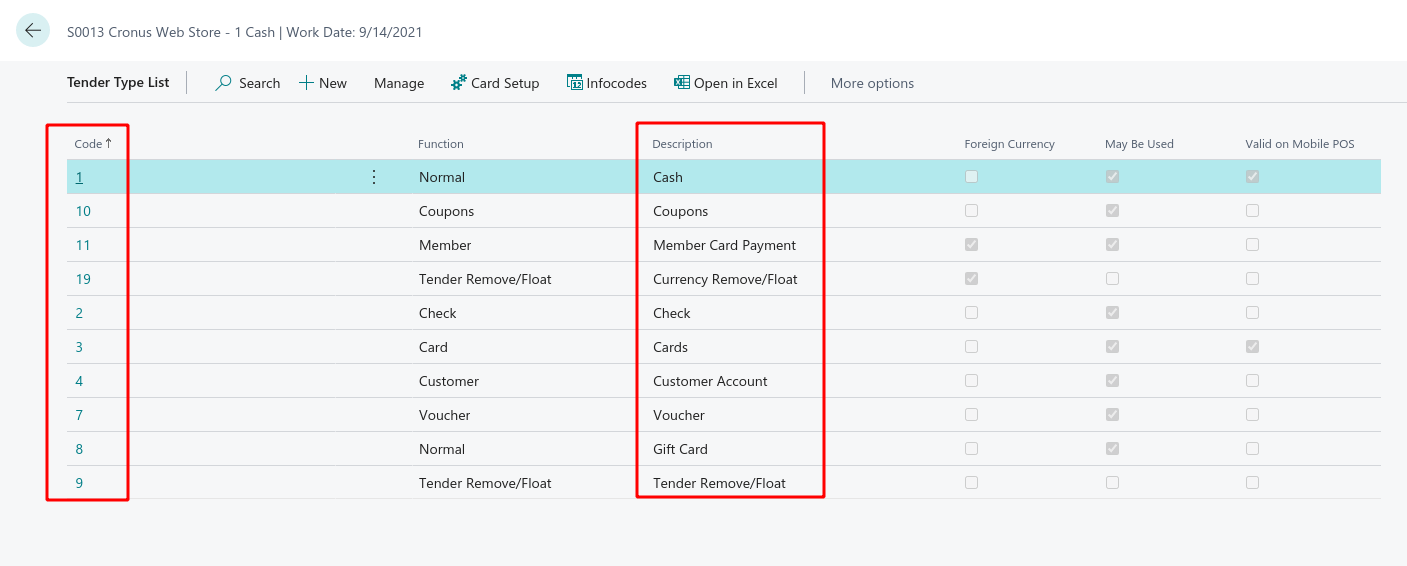 S0013 Cronus Web Store - 1 Cash | Work Date: 9/14/2021
Tender Type List Search New Manage Card Setup Infocodes Open in Excel More options
Code↑ Function Description Foreign Currency May Be Used Valid on Mobile POS
1 Normal Cash
10 Coupons Coupons
11 Member Member Card Payment
19 Tender Remove/Float Currency Remove/Float
2 Check Check
3 Card Cards
4 Customer Customer Account
7 Voucher Voucher
8 Normal Gift Card
9 Tender Remove/Float Tender Remove/Float